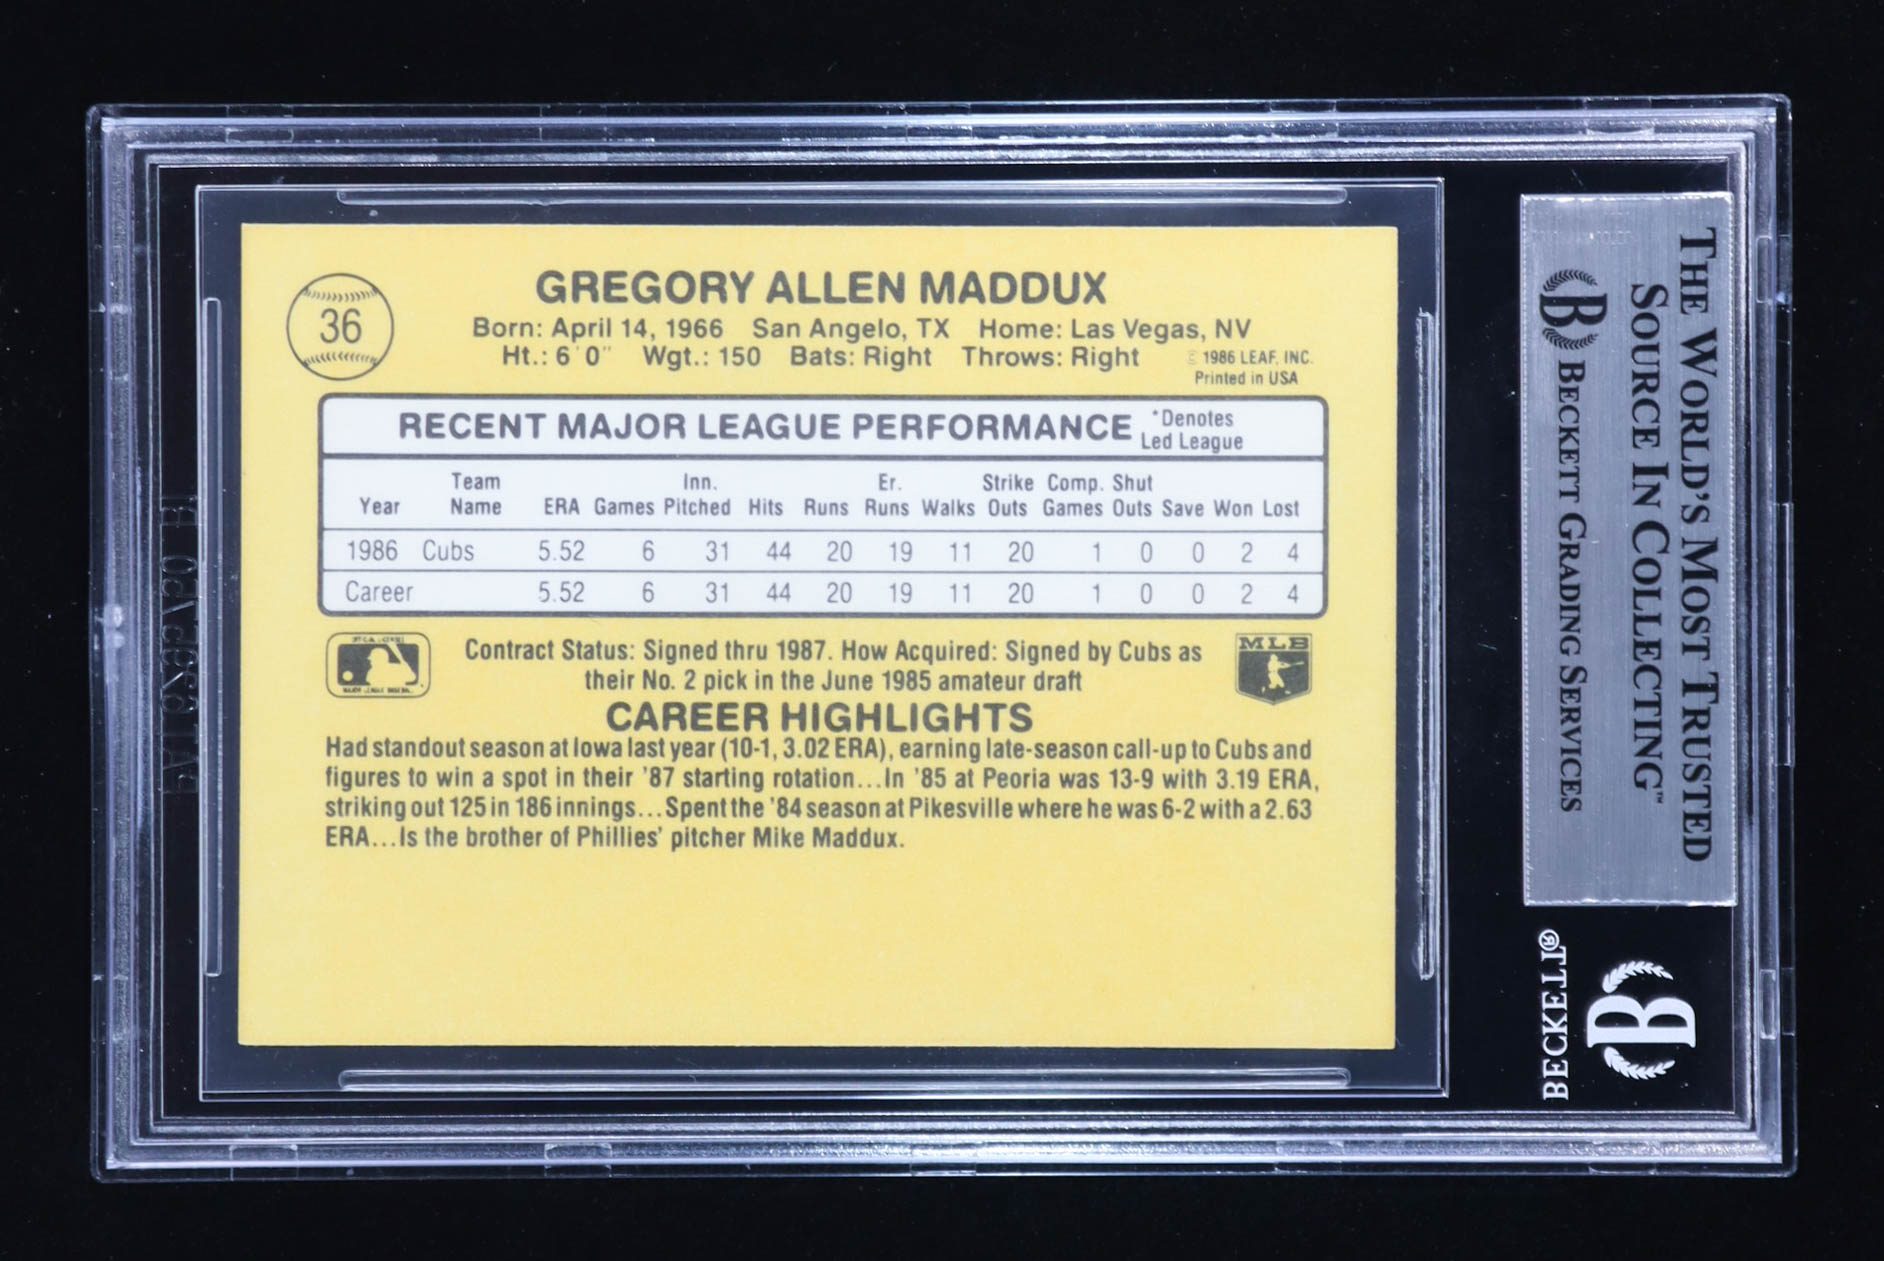 36
GREGORY ALLEN MADDUX
Born: April 14, 1966 San Angelo, TX Home: Las Vegas, NV
Ht.: 6'0" Wgt.: 150 Bats: Right Throws: Right
© 1986 LEAF, INC.
Printed in USA
RECENT MAJOR LEAGUE PERFORMANCE
*Denotes
Led League
Year Team Name ERA Games Inn. Pitched Hits Runs Er. Runs Walks Strike Outs Comp. Games Shut Outs Save Won Lost
1986 Cubs 5.52 6 31 44 20 19 11 20 1 0 0 2 4
Career 5.52 6 31 44 20 19 11 20 1 0 0 2 4
Contract Status: Signed thru 1987. How Acquired: Signed by Cubs as
their No. 2 pick in the June 1985 amateur draft
MLB
CAREER HIGHLIGHTS
Had standout season at Iowa last year (10-1, 3.02 ERA), earning late-season call-up to Cubs and
figures to win a spot in their '87 starting rotation...In '85 at Peoria was 13-9 with 3.19 ERA,
striking out 125 in 186 innings...Spent the '84 season at Pikesville where he was 6-2 with a 2.63
ERA...Is the brother of Phillies' pitcher Mike Maddux.
THE WORLD'S MOST TRUSTED
SOURCE IN COLLECTING™
B BECKETT GRADING SERVICES
BECKETT®
B